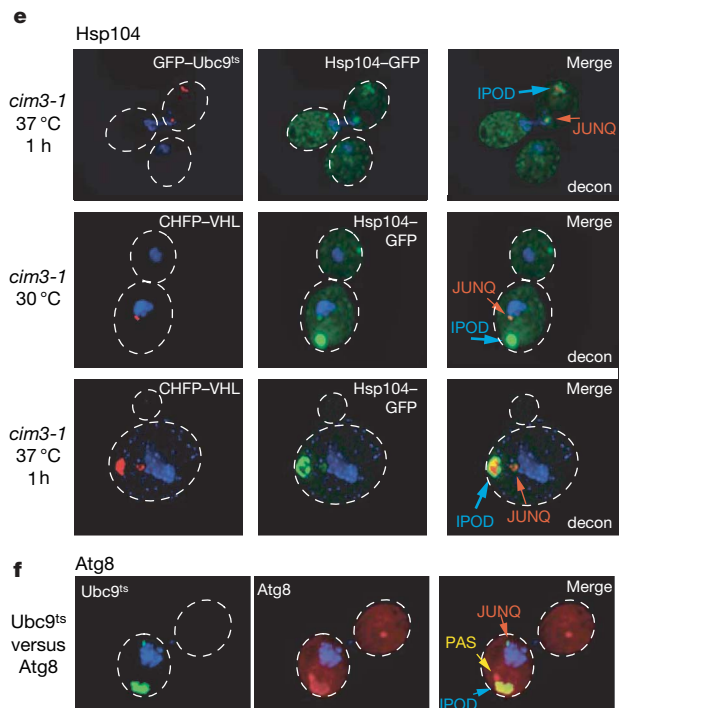 e
Hsp104
cim3-1
37 °C
1 h
GFP–Ubc9ts
Hsp104–GFP
Merge
IPOD
JUNQ
decon
cim3-1
30 °C
CHFP–VHL
Hsp104–
GFP
Merge
JUNQ
IPOD
decon
cim3-1
37 °C
1 h
CHFP–VHL
Hsp104–
GFP
Merge
IPOD
JUNQ
decon
f
Atg8
Ubc9ts
versus
Atg8
Ubc9ts
Atg8
Merge
JUNQ
PAS
IPOD